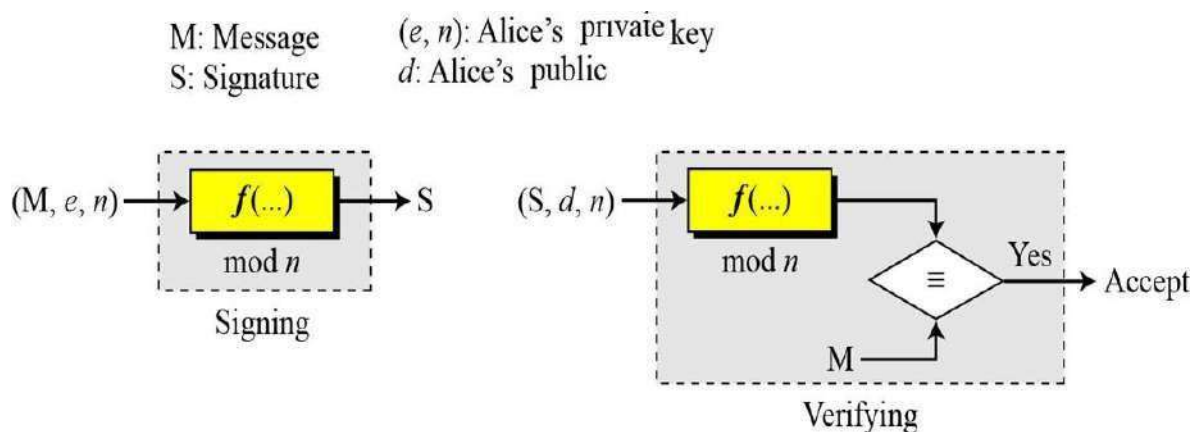 M: Message
(e, n): Alice's private key
S: Signature
d: Alice's public
(M, e, n)
f(...)
S
mod n
Signing
(S, d, n)
f(...)
mod n
≡
Yes
Accept
M
Verifying